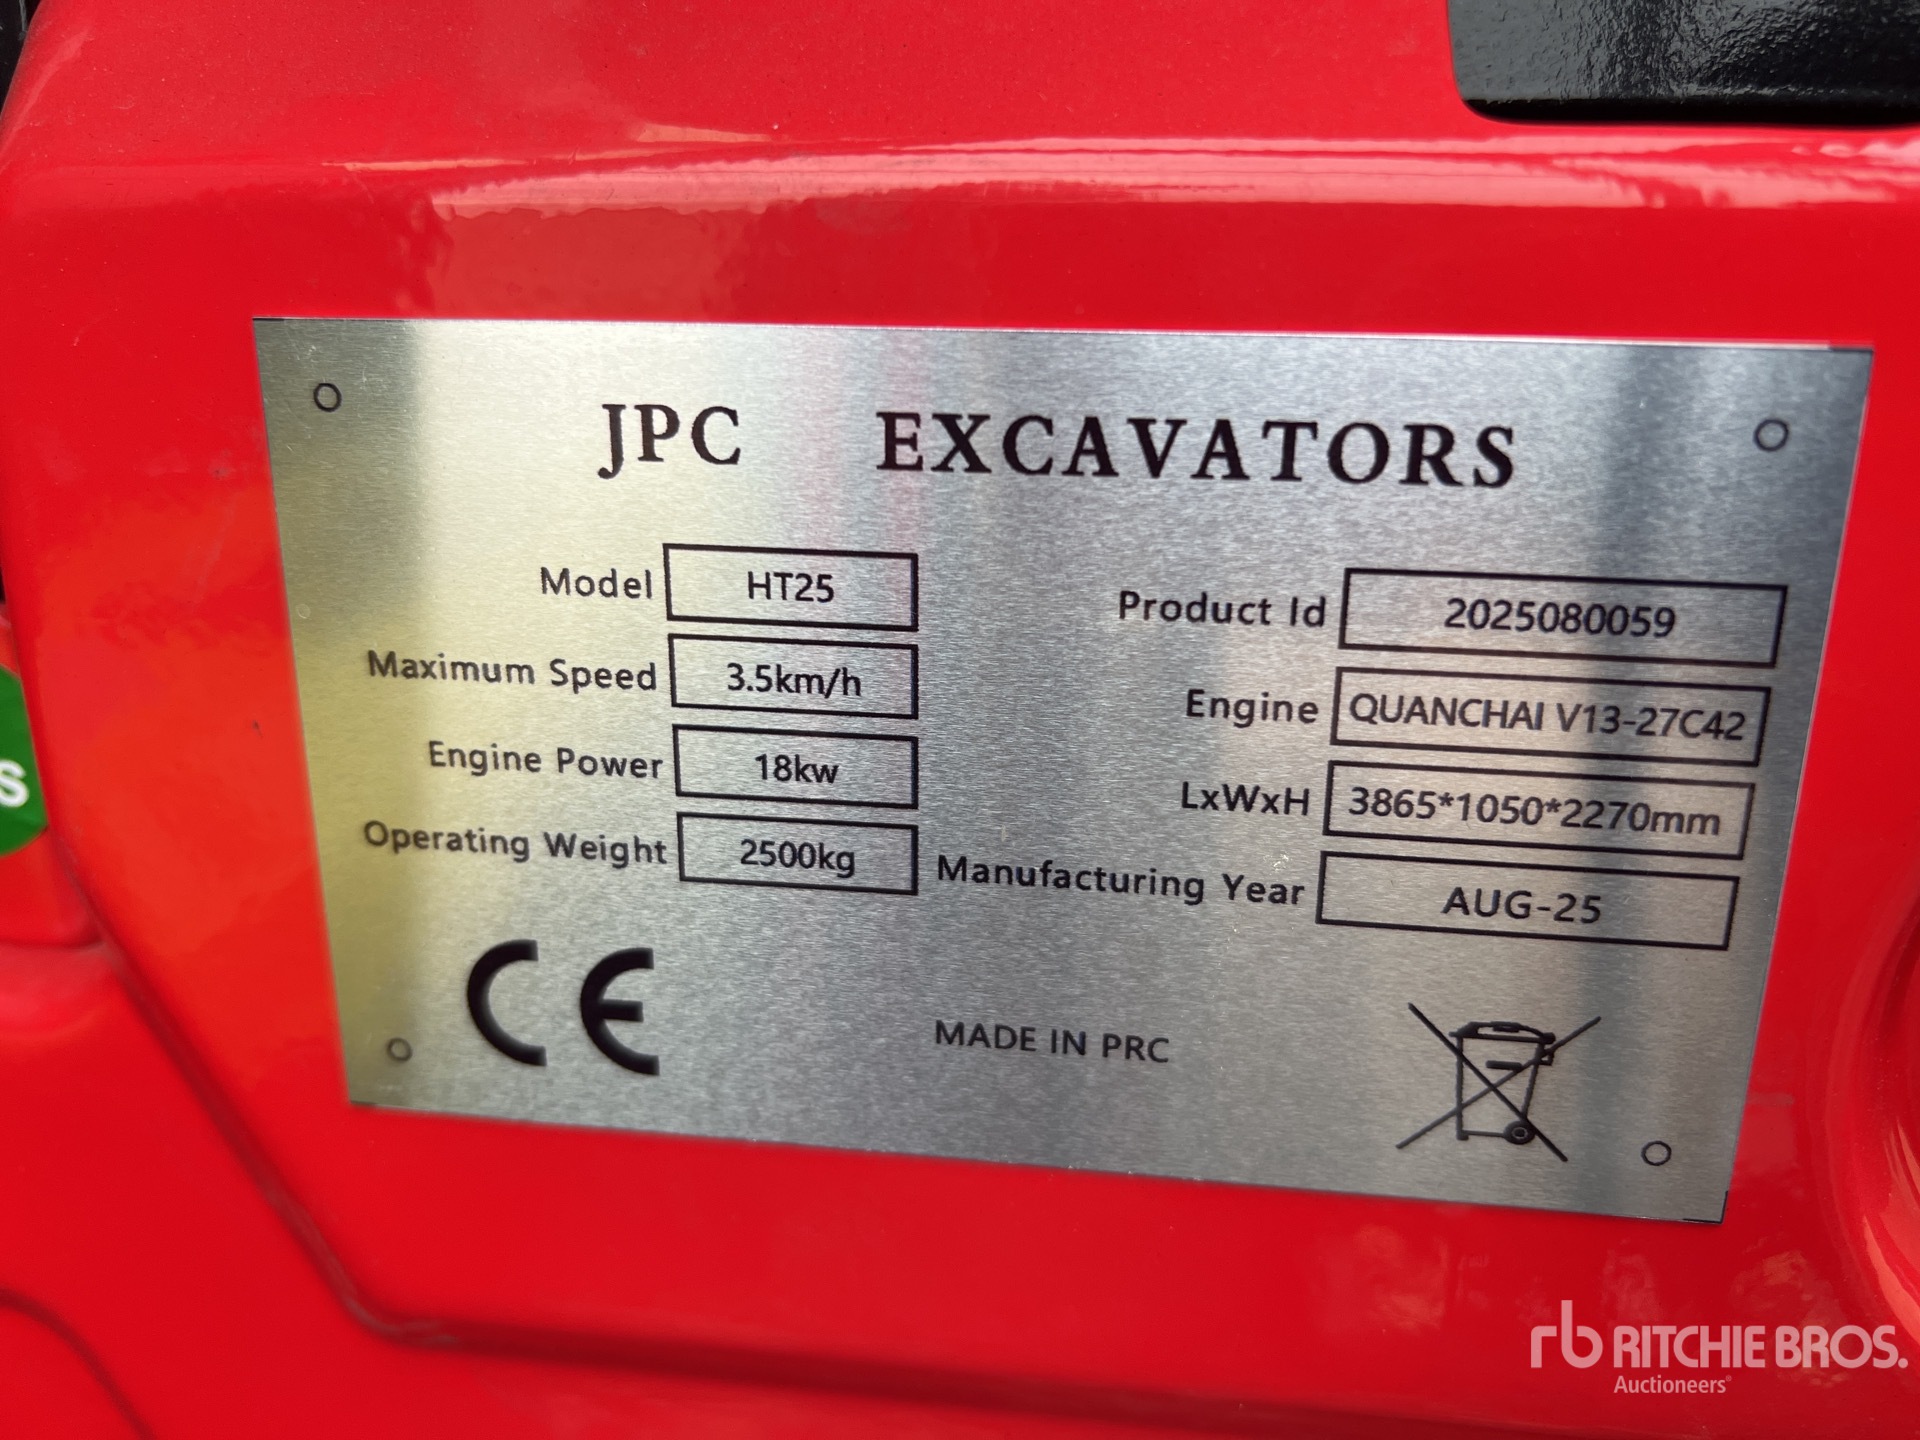 JPC EXCAVATORS
Model HT25
Maximum Speed 3.5km/h
Engine Power 18kw
Operating Weight 2500kg
Product Id 2025080059
Engine QUANCHAI V13-27C42
LxWxH 3865*1050*2270mm
Manufacturing Year AUG-25
CE
MADE IN PRC
S
rb RITCHIE BROS.
Auctioneers